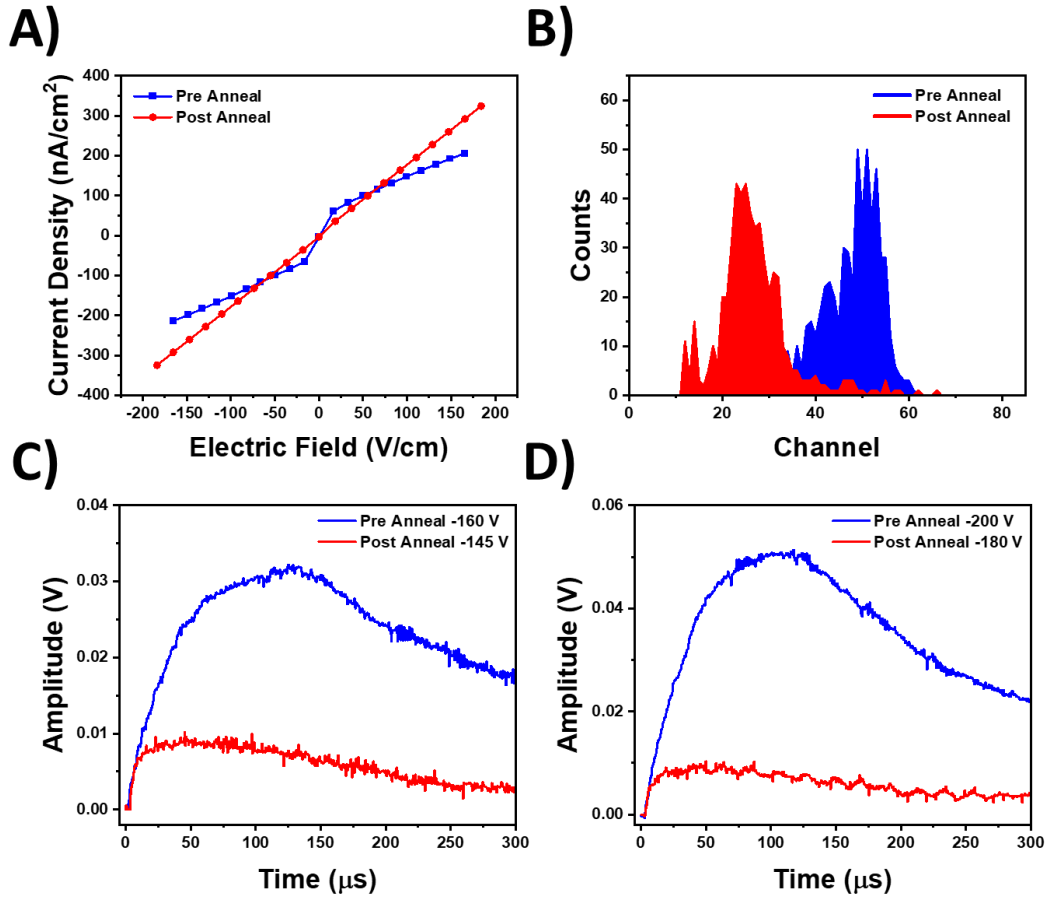 A)
400
300
200
100
0
-100
-200
-300
-400
Current Density (nA/cm²)
Pre Anneal
Post Anneal
-200 -150 -100 -50 0 50 100 150 200
Electric Field (V/cm)
B)
60
50
40
30
20
10
0
Counts
Pre Anneal
Post Anneal
0 20 40 60 80
Channel
C)
0.04
0.03
0.02
0.01
0.00
Amplitude (V)
Pre Anneal -160 V
Post Anneal -145 V
0 50 100 150 200 250 300
Time (μs)
D)
0.06
0.04
0.02
0.00
Amplitude (V)
Pre Anneal -200 V
Post Anneal -180 V
0 50 100 150 200 250 300
Time (μs)